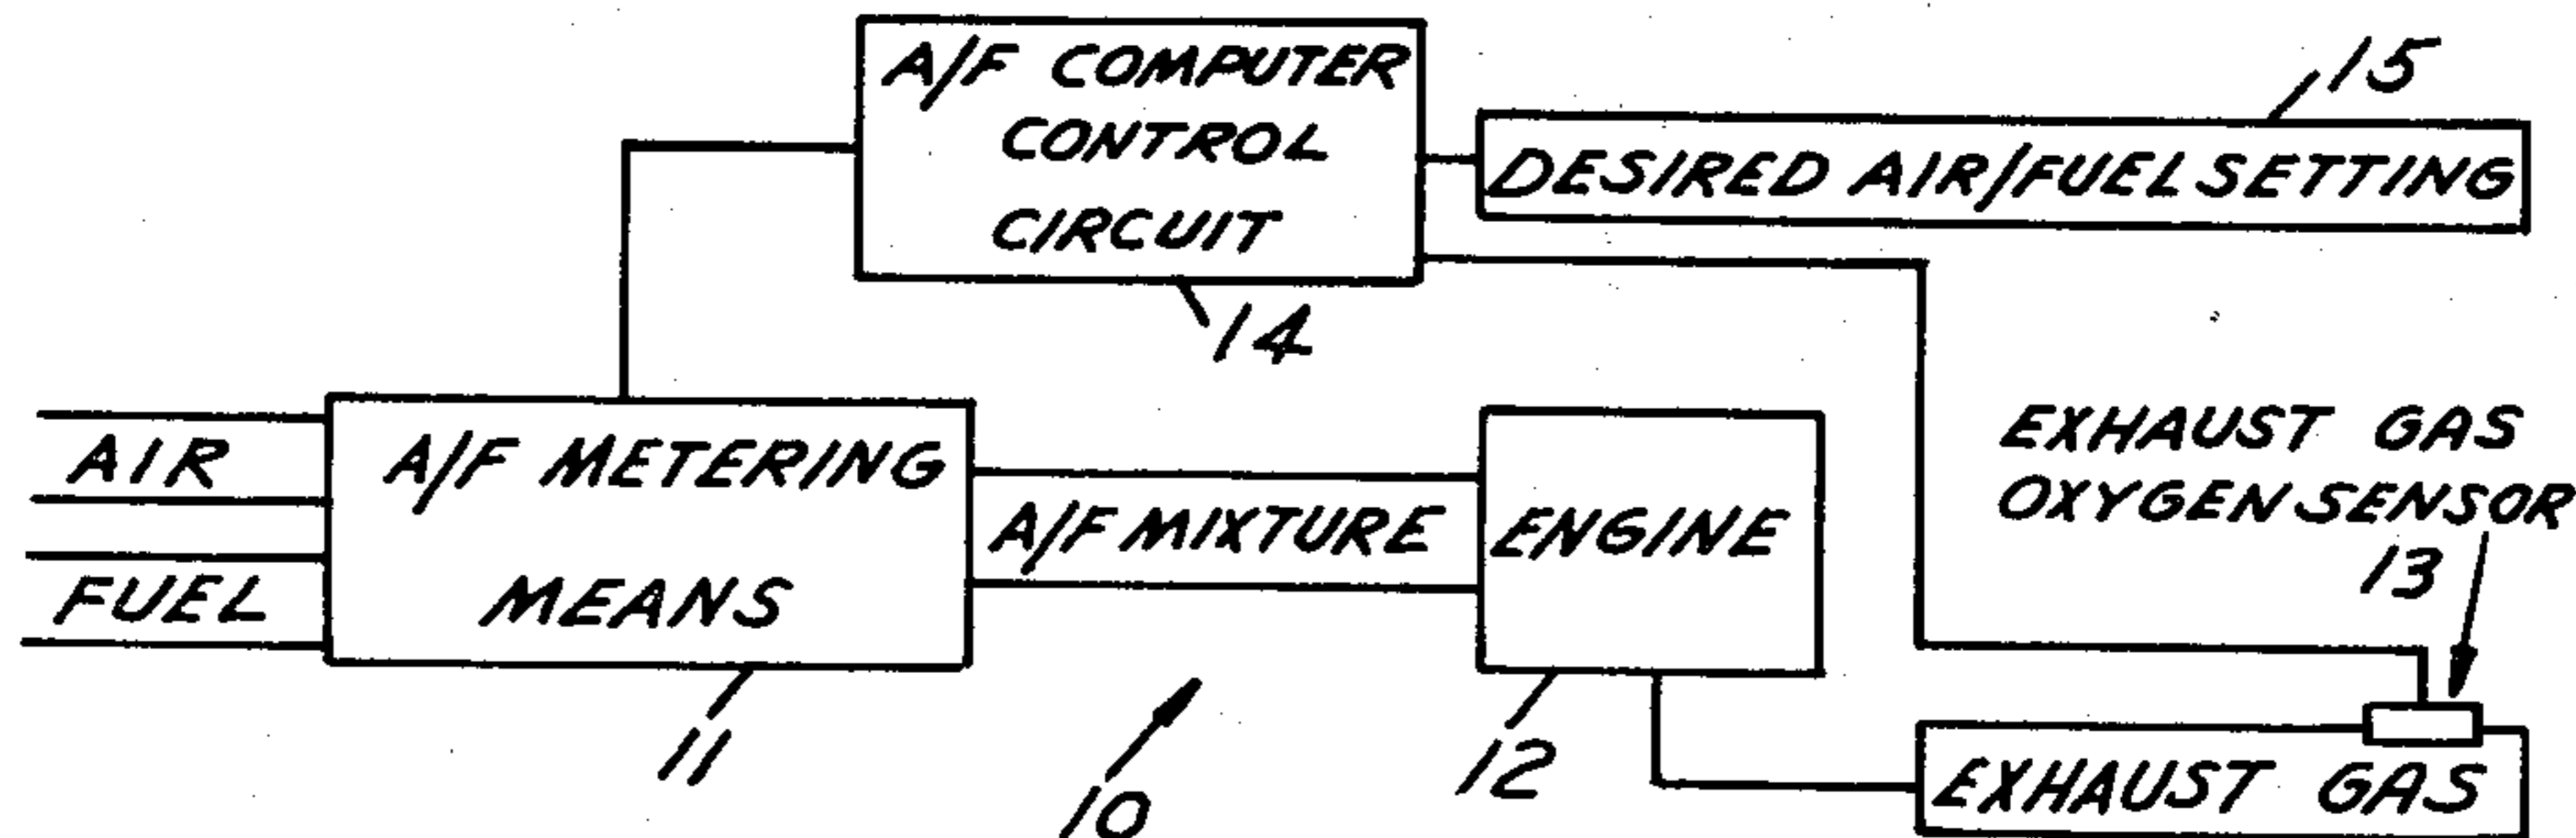 A/F COMPUTER
CONTROL
CIRCUIT
15
DESIRED AIR/FUEL SETTING
14
AIR
FUEL
A/F METERING
MEANS
A/F MIXTURE
ENGINE
EXHAUST GAS
OXYGEN SENSOR
13
11
10
12
EXHAUST GAS